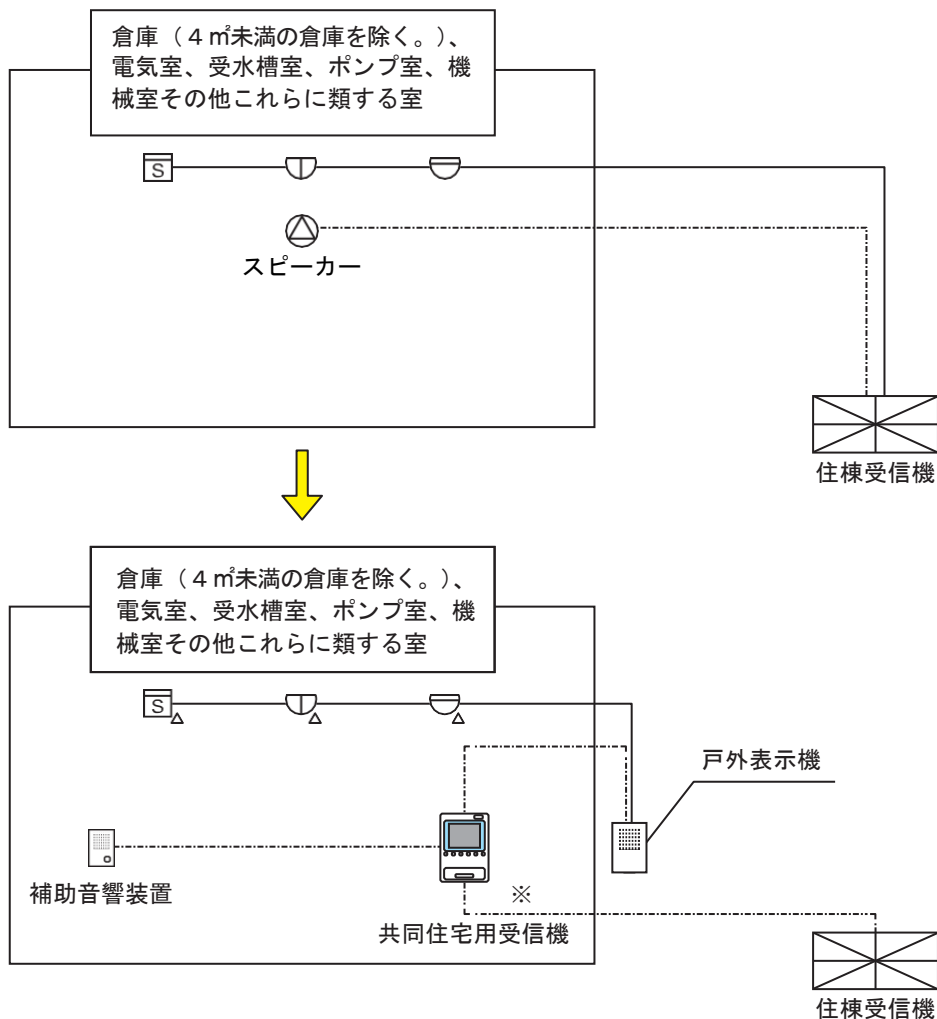 倉庫（４㎡未満の倉庫を除く。）、
電気室、受水槽室、ポンプ室、機
械室その他これらに類する室
S
スピーカー
住棟受信機
倉庫（４㎡未満の倉庫を除く。）、
電気室、受水槽室、ポンプ室、機
械室その他これらに類する室
S
戸外表示機
補助音響装置
※
共同住宅用受信機
住棟受信機